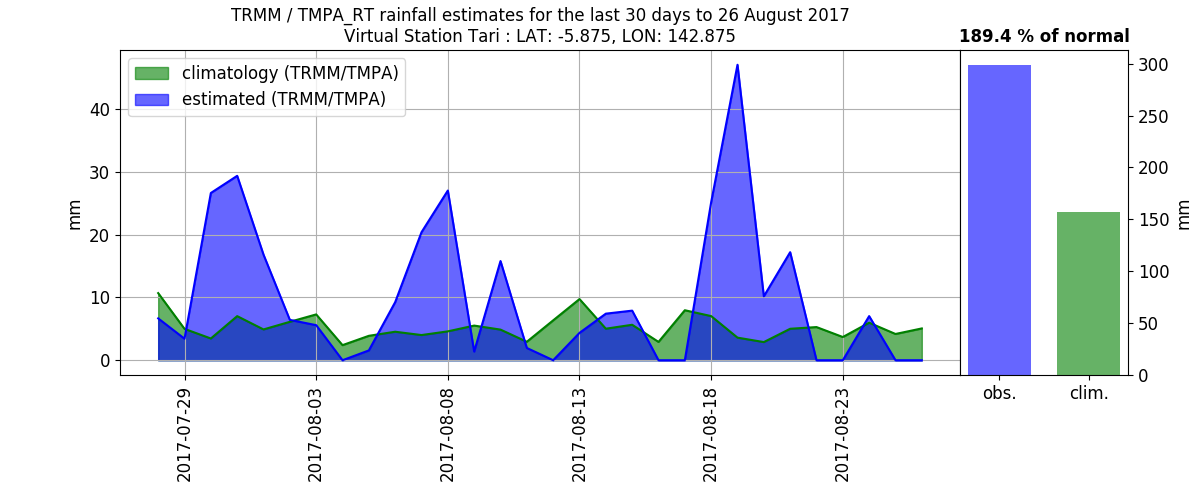 TRMM / TMPA_RT rainfall estimates for the last 30 days to 26 August 2017
Virtual Station Tari : LAT: -5.875, LON: 142.875
189.4 % of normal
climatology (TRMM/TMPA)
estimated (TRMM/TMPA)
mm
40
30
20
10
0
2017-07-29
2017-08-03
2017-08-08
2017-08-13
2017-08-18
2017-08-23
300
250
200
150
100
50
0
mm
obs.
clim.